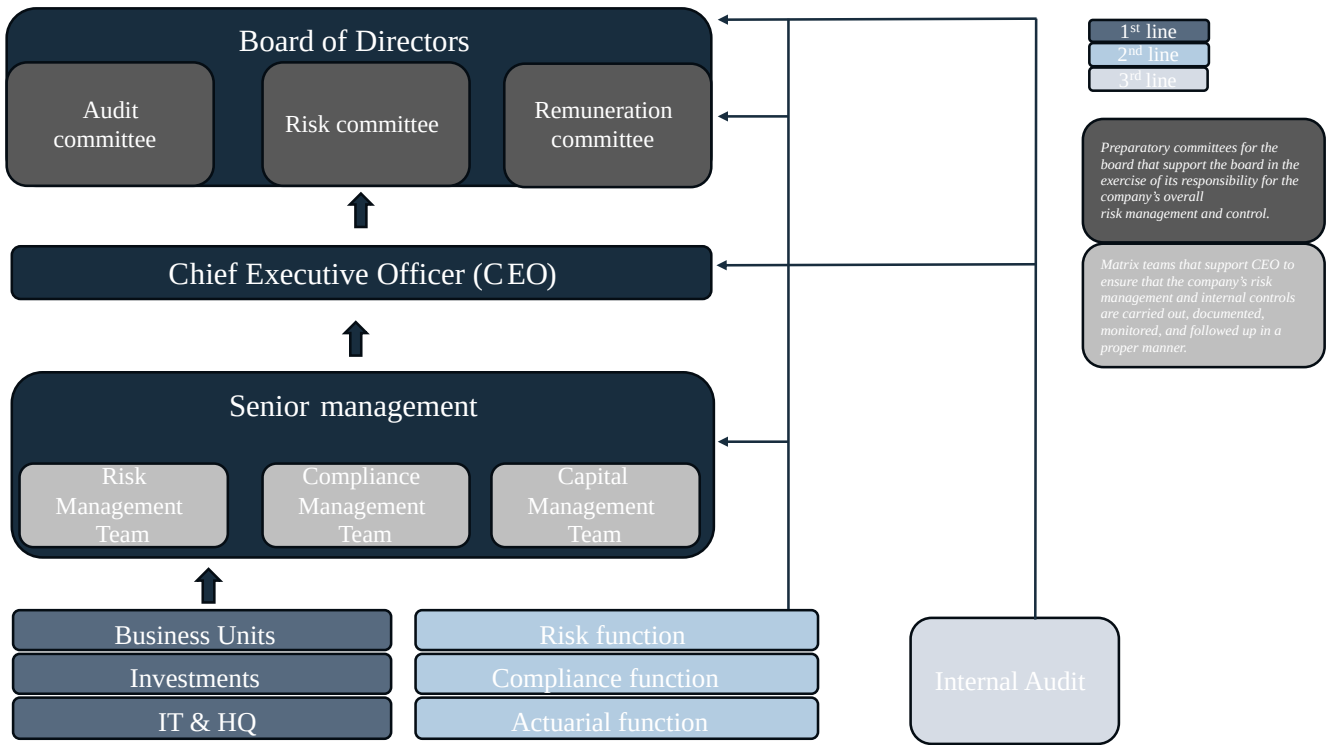 Board of Directors
Audit
committee
Risk committee
Remuneration
committee
Chief Executive Officer (CEO)
Senior management
Risk
Management
Team
Compliance
Management
Team
Capital
Management
Team
Business Units
Investments
IT & HQ
Risk function
Compliance function
Actuarial function
Internal Audit
1st line
2nd line
3rd line
Preparatory committees for the
board that support the board in the
exercise of its responsibility for the
company’s overall
risk management and control.
Matrix teams that support CEO to
ensure that the company’s risk
management and internal controls
are carried out, documented,
monitored, and followed up in a
proper manner.